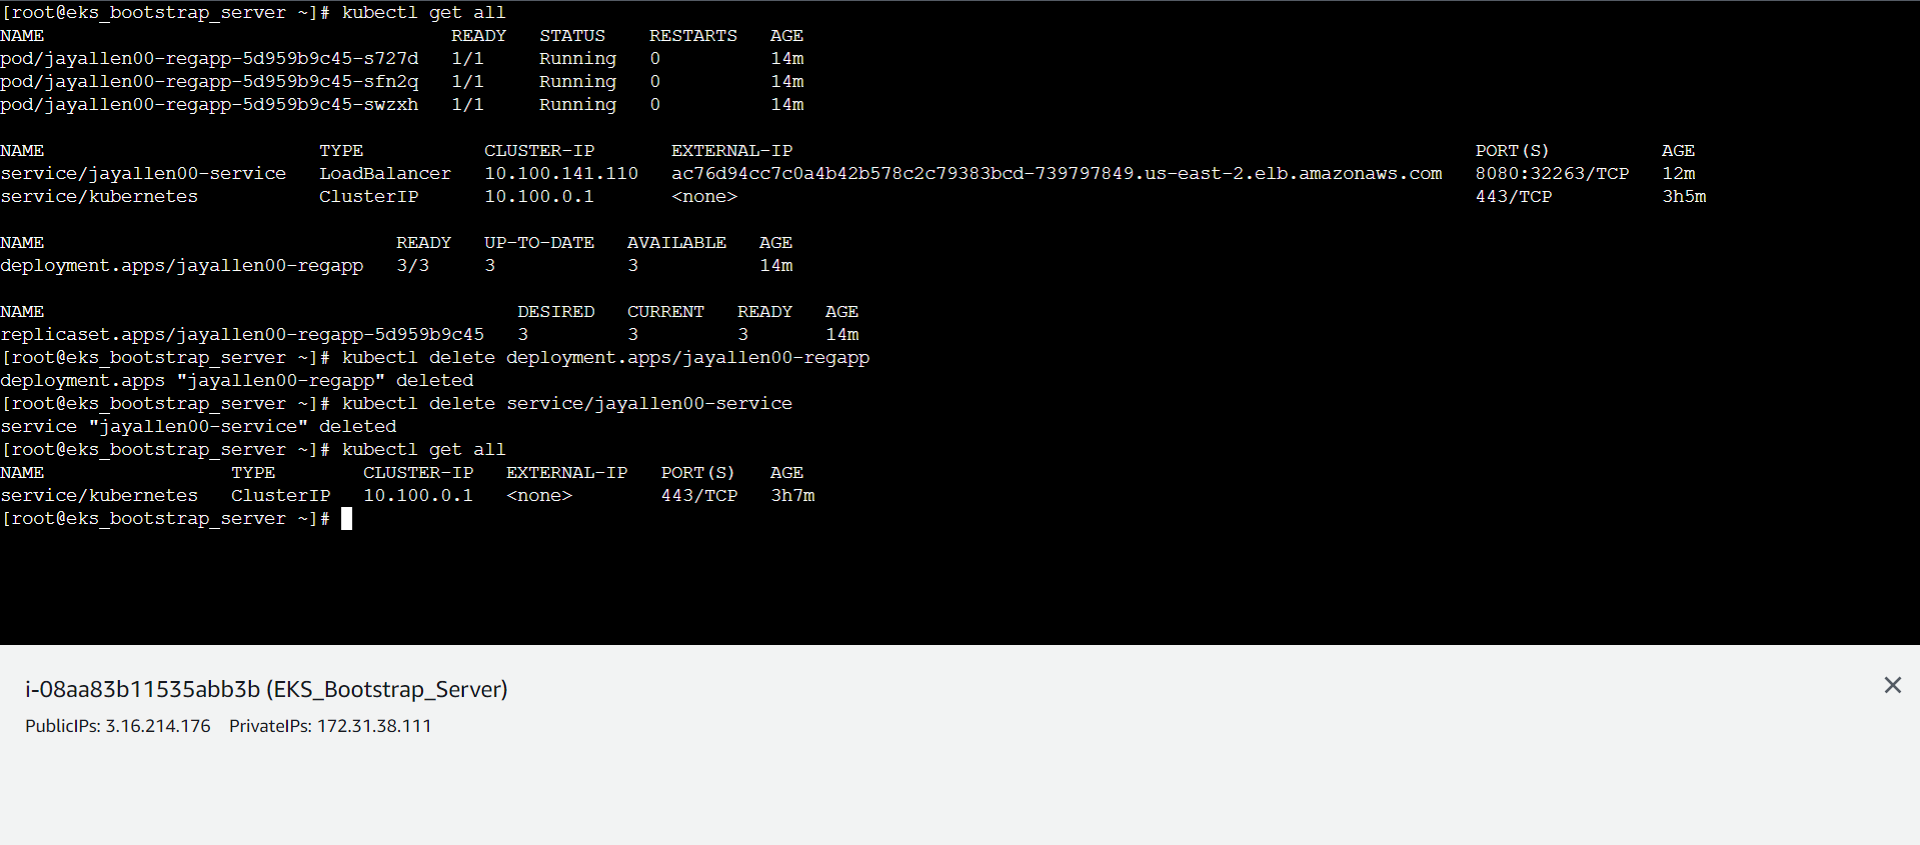 [root@eks_bootstrap_server ~]# kubectl get all
NAME READY STATUS RESTARTS AGE
pod/jayallen00-regapp-5d959b9c45-s727d 1/1 Running 0 14m
pod/jayallen00-regapp-5d959b9c45-sfn2q 1/1 Running 0 14m
pod/jayallen00-regapp-5d959b9c45-swzxh 1/1 Running 0 14m
NAME TYPE CLUSTER-IP EXTERNAL-IP PORT(S) AGE
service/jayallen00-service LoadBalancer 10.100.141.110 ac76d94cc7c0a4b42b578c2c79383bcd-739797849.us-east-2.elb.amazonaws.com 8080:32263/TCP 12m
service/kubernetes ClusterIP 10.100.0.1 <none> 443/TCP 3h5m
NAME READY UP-TO-DATE AVAILABLE AGE
deployment.apps/jayallen00-regapp 3/3 3 3 14m
NAME DESIRED CURRENT READY AGE
replicaset.apps/jayallen00-regapp-5d959b9c45 3 3 3 14m
[root@eks_bootstrap_server ~]# kubectl delete deployment.apps/jayallen00-regapp
deployment.apps "jayallen00-regapp" deleted
[root@eks_bootstrap_server ~]# kubectl delete service/jayallen00-service
service "jayallen00-service" deleted
[root@eks_bootstrap_server ~]# kubectl get all
NAME TYPE CLUSTER-IP EXTERNAL-IP PORT(S) AGE
service/kubernetes ClusterIP 10.100.0.1 <none> 443/TCP 3h7m
[root@eks_bootstrap_server ~]#
i-08aa83b11535abb3b (EKS_Bootstrap_Server)
PublicIPs: 3.16.214.176 PrivateIPs: 172.31.38.111